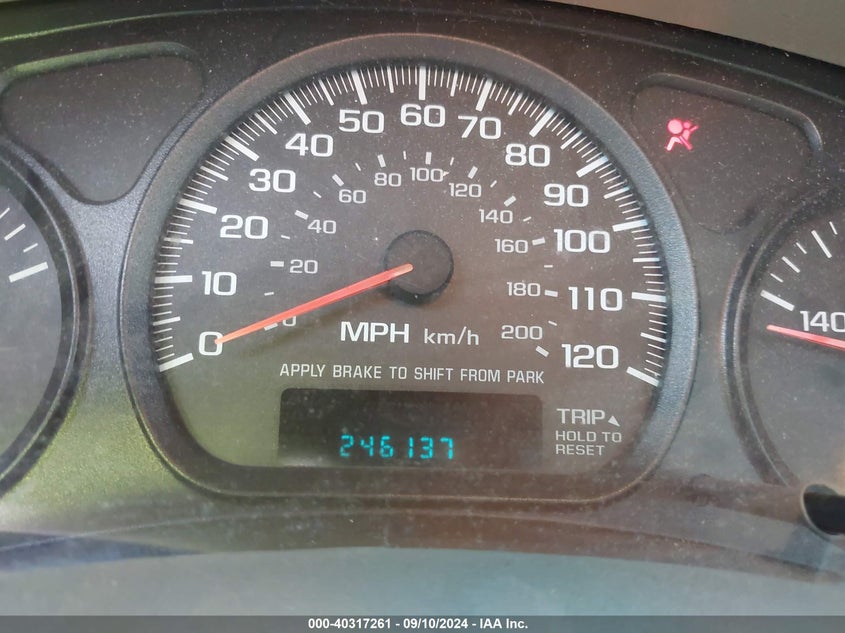 60
50 70
40 80
30 90
20 100
10 110
0 120
100
80 120
60 140
40 160
20 180
0 200
MPH km/h
APPLY BRAKE TO SHIFT FROM PARK
246137
TRIP
HOLD TO
RESET
140
000-40317261 - 09/10/2024 - IAA Inc.